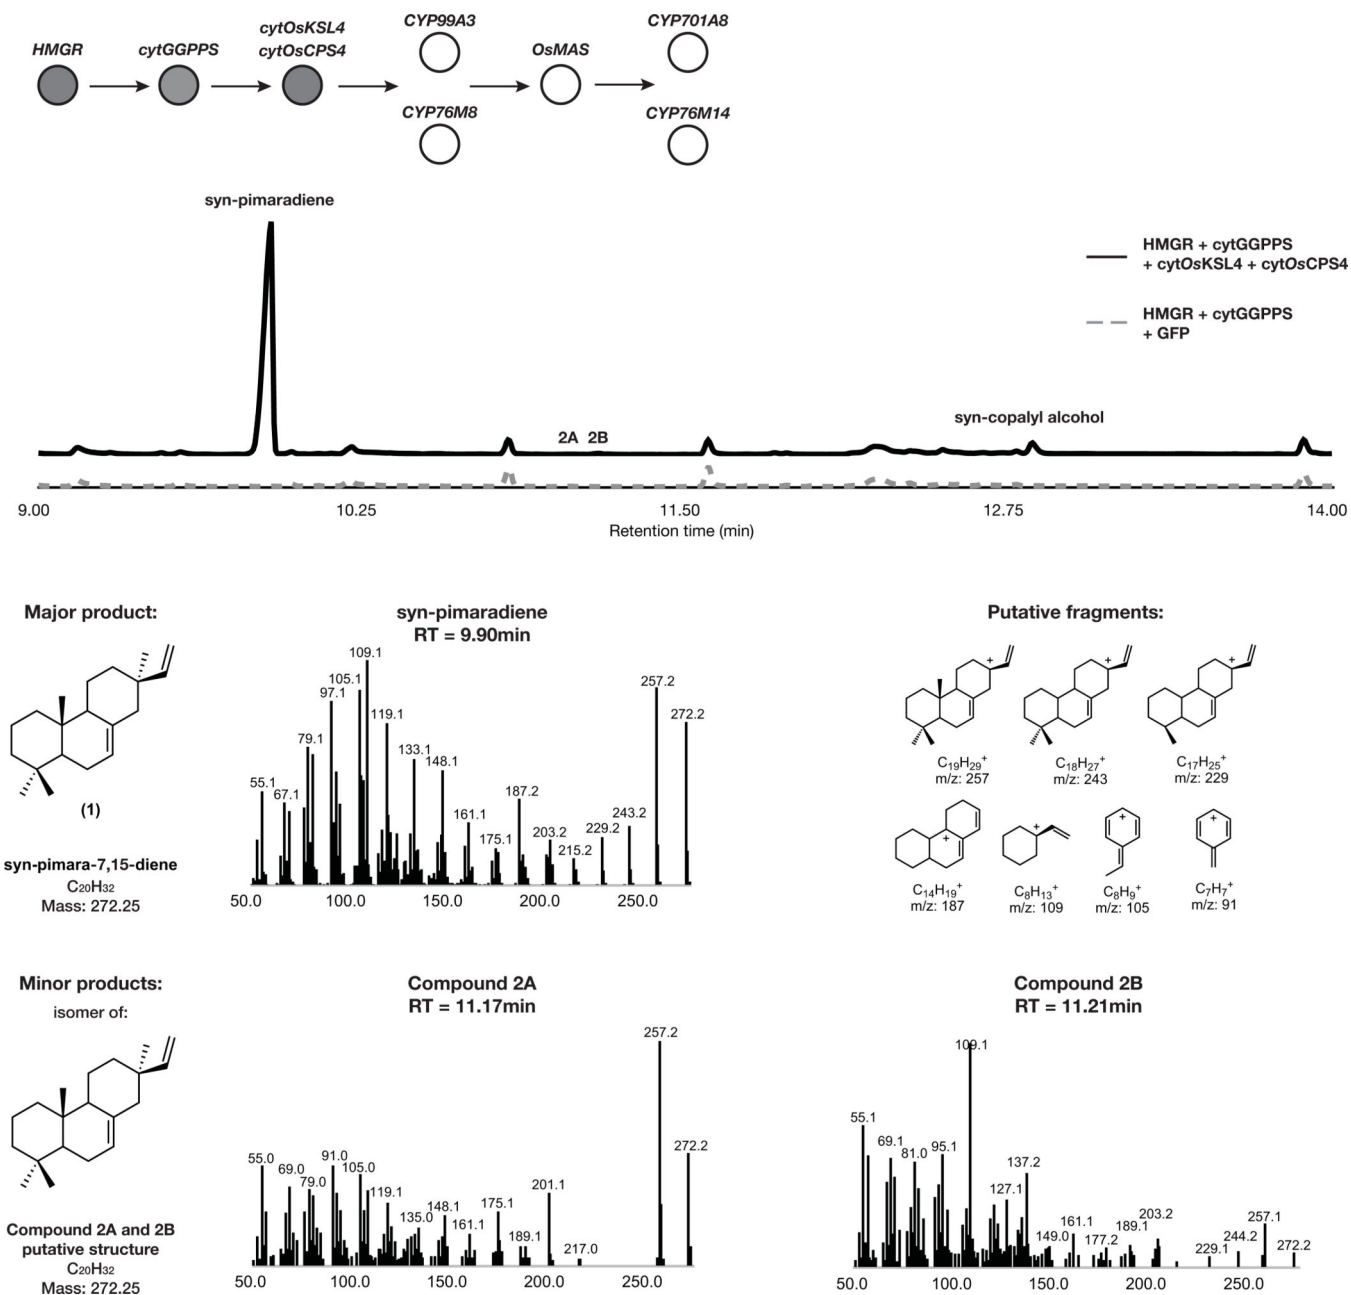 HMGR
cytGGPPS
cytOsKSL4
cytOsCPS4
CYP99A3
CYP76M8
OsMAS
CYP701A8
CYP76M14
syn-pimaradiene
2A 2B
syn-copalyl alcohol
HMGR + cytGGPPS
+ cytOsKSL4 + cytOsCPS4
HMGR + cytGGPPS
+ GFP
9.00 10.25 11.50 12.75 14.00
Retention time (min)
Major product:
(1)
syn-pimara-7,15-diene
C₂₀H₃₂
Mass: 272.25
syn-pimaradiene
RT = 9.90min
55.1
67.1
79.1
97.1
105.1
109.1
119.1
133.1
148.1
161.1
175.1
187.2
203.2
215.2
229.2
243.2
257.2
272.2
50.0 100.0 150.0 200.0 250.0
Putative fragments:
+ + +
C₁₉H₂₉⁺
m/z: 257
C₁₈H₂₇⁺
m/z: 243
C₁₇H₂₅⁺
m/z: 229
+ + + +
C₁₄H₁₉⁺
m/z: 187
C₈H₁₃⁺
m/z: 109
C₈H₉⁺
m/z: 105
C₇H₇⁺
m/z: 91
Minor products:
isomer of:
Compound 2A and 2B
putative structure
C₂₀H₃₂
Mass: 272.25
Compound 2A
RT = 11.17min
55.0
69.0
79.0
91.0
105.0
119.1
135.0
148.1
161.1
175.1
189.1
201.1
217.0
257.2
272.2
50.0 100.0 150.0 200.0 250.0
Compound 2B
RT = 11.21min
55.1
69.1
81.0
95.1
109.1
127.1
137.2
149.0
161.1
177.2
189.1
203.2
229.1
244.2
257.1
272.2
50.0 100.0 150.0 200.0 250.0